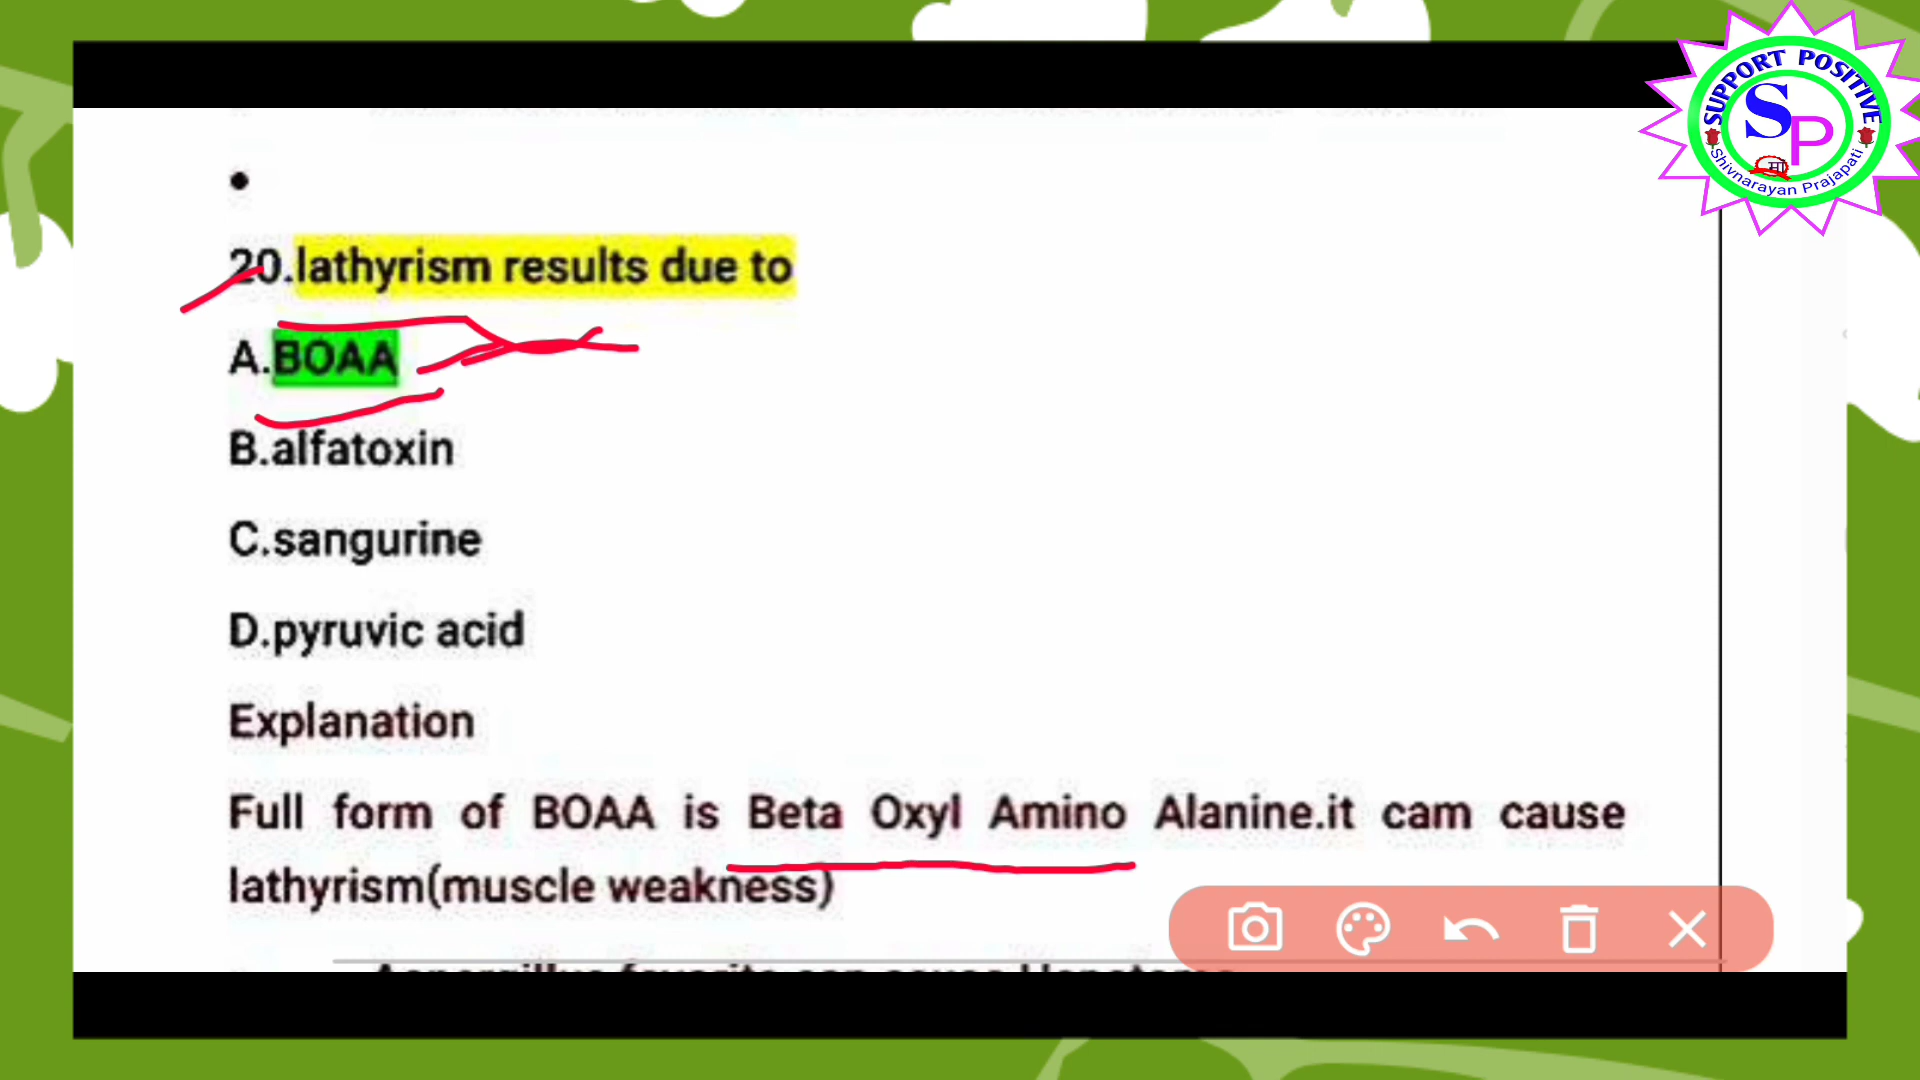 SUPPORT POSITIVE
SP
माँ
Shivnarayan Prajapati
20.lathyrism results due to
A.BOAA
B.alfatoxin
C.sangurine
D.pyruvic acid
Explanation
Full form of BOAA is Beta Oxyl Amino Alanine.it cam cause
lathyrism(muscle weakness)